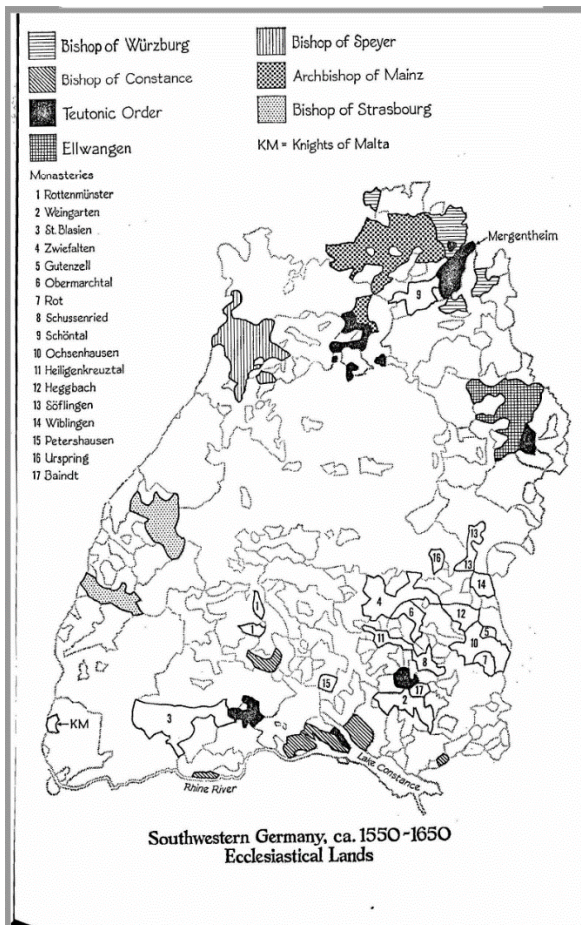 Bishop of Würzburg
Bishop of Constance
Teutonic Order
Ellwangen
Bishop of Speyer
Archbishop of Mainz
Bishop of Strasbourg
KM = Knights of Malta
Monasteries
1 Rottenmünster
2 Weingarten
3 St. Blasien
4 Zwiefalten
5 Gutenzell
6 Obermarchtal
7 Rot
8 Schussenried
9 Schöntal
10 Ochsenhausen
11 Heiligenkreuztal
12 Heggbach
13 Söflingen
14 Wiblingen
15 Petershausen
16 Urspring
17 Baindt
Mergentheim
9
13
16
13
14
4
12
6
1
11
5
10
1
8
7
15
17
2
3
KM
Lake Constance
Rhine River
Southwestern Germany, ca. 1550-1650
Ecclesiastical Lands